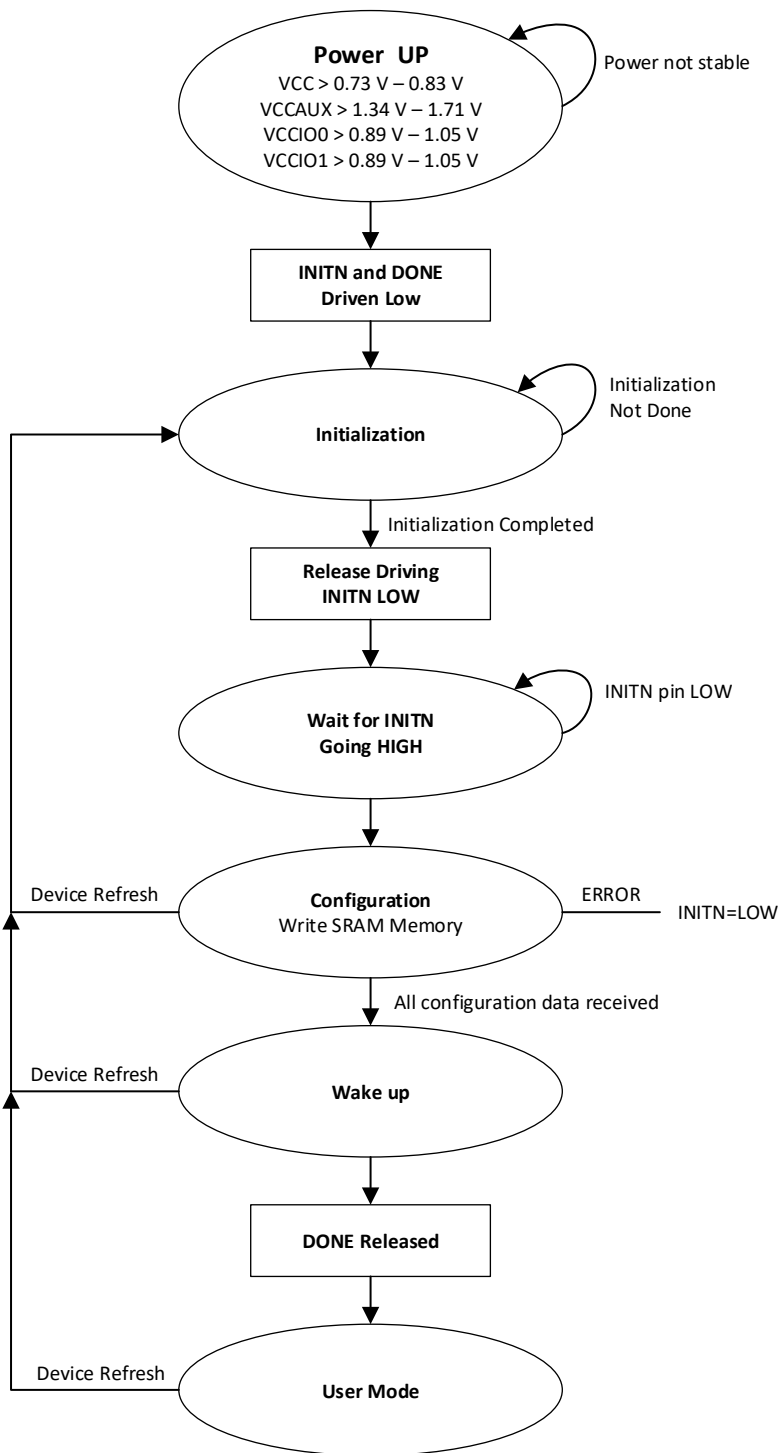 Power UP
VCC > 0.73 V – 0.83 V
VCCAUX > 1.34 V – 1.71 V
VCCIO0 > 0.89 V – 1.05 V
VCCIO1 > 0.89 V – 1.05 V
Power not stable
INITN and DONE
Driven Low
Initialization
Initialization
Not Done
Initialization Completed
Release Driving
INITN LOW
Wait for INITN
Going HIGH
INITN pin LOW
Device Refresh
Configuration
Write SRAM Memory
ERROR
INITN=LOW
All configuration data received
Device Refresh
Wake up
DONE Released
Device Refresh
User Mode